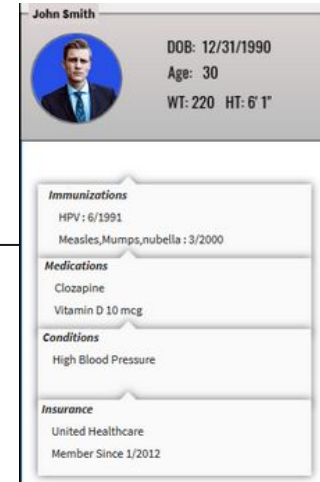 John Smith
DOB: 12/31/1990
Age: 30
WT: 220 HT: 6' 1"
Immunizations
HPV : 6/1991
Measles,Mumps,nubella : 3/2000
Medications
Clozapine
Vitamin D 10 mcg
Conditions
High Blood Pressure
Insurance
United Healthcare
Member Since 1/2012